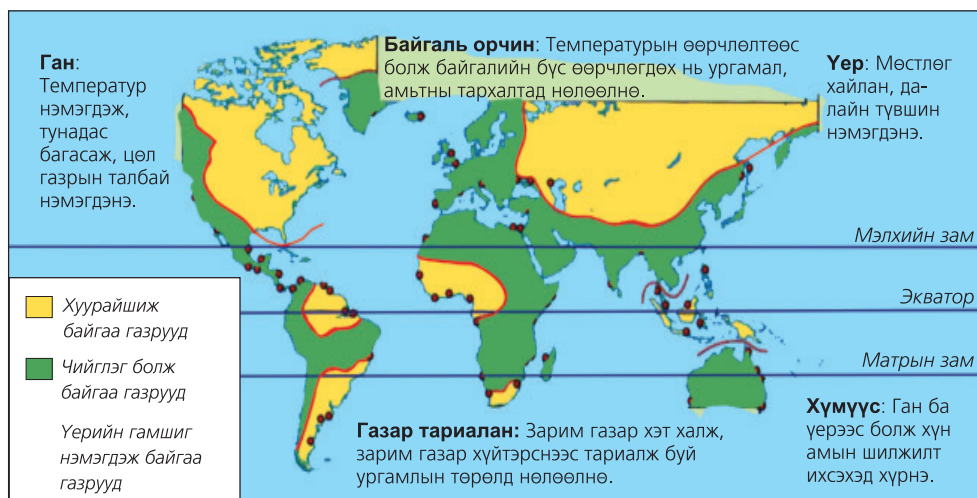 Ган:
Температур
нэмэгдэж,
тунадас
багасаж, цөл
газрын талбай
нэмэгдэнэ.
Байгаль орчин: Температурын өөрчлөлтөөс
болж байгалийн бүс өөрчлөгдөх нь ургамал,
амьтны тархалтад нөлөөлнө.
Үер: Мөстлөг
хайлан, да-
лайн түвшин
нэмэгдэнэ.
Мэлхийн зам
Экватор
Матрын зам
Хуурайшиж
байгаа газрууд
Чийглэг болж
байгаа газрууд
Үерийн гамшиг
нэмэгдэж байгаа
газрууд
Газар тариалан: Зарим газар хэт халж,
зарим газар хүйтэрснээс тариалж буй
ургамлын төрөлд нөлөөлнө.
Хүмүүс: Ган ба
үерээс болж хүн
амын шилжилт
ихсэхэд хүрнэ.